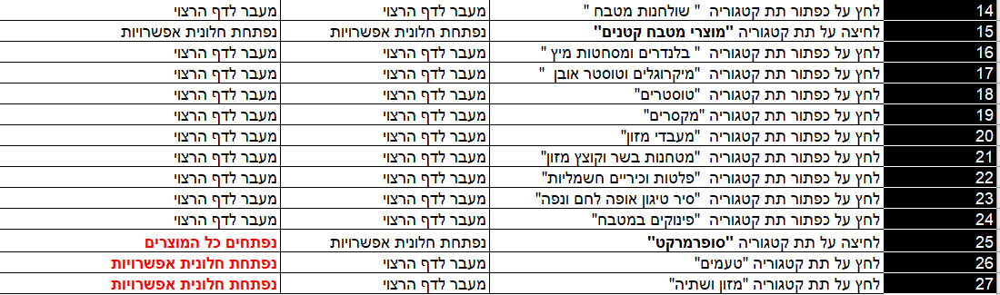 14 לחץ על כפתור תת קטגוריה " שולחנות מטבח " מעבר לדף הרצוי מעבר לדף הרצוי
15 לחיצה על תת קטגוריה "מוצרי מטבח קטנים" נפתחת חלונית אפשרויות נפתחת חלונית אפשרויות
16 לחץ על כפתור תת קטגוריה " בלנדרים ומסחטות מיץ " מעבר לדף הרצוי מעבר לדף הרצוי
17 לחץ על כפתור תת קטגוריה "מיקרוגלים וטוסטר אובן " מעבר לדף הרצוי מעבר לדף הרצוי
18 לחץ על כפתור תת קטגוריה "טוסטרים" מעבר לדף הרצוי מעבר לדף הרצוי
19 לחץ על כפתור תת קטגוריה "מקסרים" מעבר לדף הרצוי מעבר לדף הרצוי
20 לחץ על כפתור תת קטגוריה "מעבדי מזון" מעבר לדף הרצוי מעבר לדף הרצוי
21 לחץ על כפתור תת קטגוריה "מטחנות בשר וקוצץ מזון" מעבר לדף הרצוי מעבר לדף הרצוי
22 לחץ על כפתור תת קטגוריה "פלטות וכיריים חשמליות" מעבר לדף הרצוי מעבר לדף הרצוי
23 לחץ על כפתור תת קטגוריה "סיר טיגון אופה לחם ונפה" מעבר לדף הרצוי מעבר לדף הרצוי
24 לחץ על כפתור תת קטגוריה "פינוקים במטבח" מעבר לדף הרצוי מעבר לדף הרצוי
25 לחיצה על תת קטגוריה "סופרמרקט" נפתחת חלונית אפשרויות נפתחים כל המוצרים
26 לחץ על תת קטגוריה "טעמים" מעבר לדף הרצוי נפתחת חלונית אפשרויות
27 לחץ על תת קטגוריה "מזון ושתיה" מעבר לדף הרצוי נפתחת חלונית אפשרויות